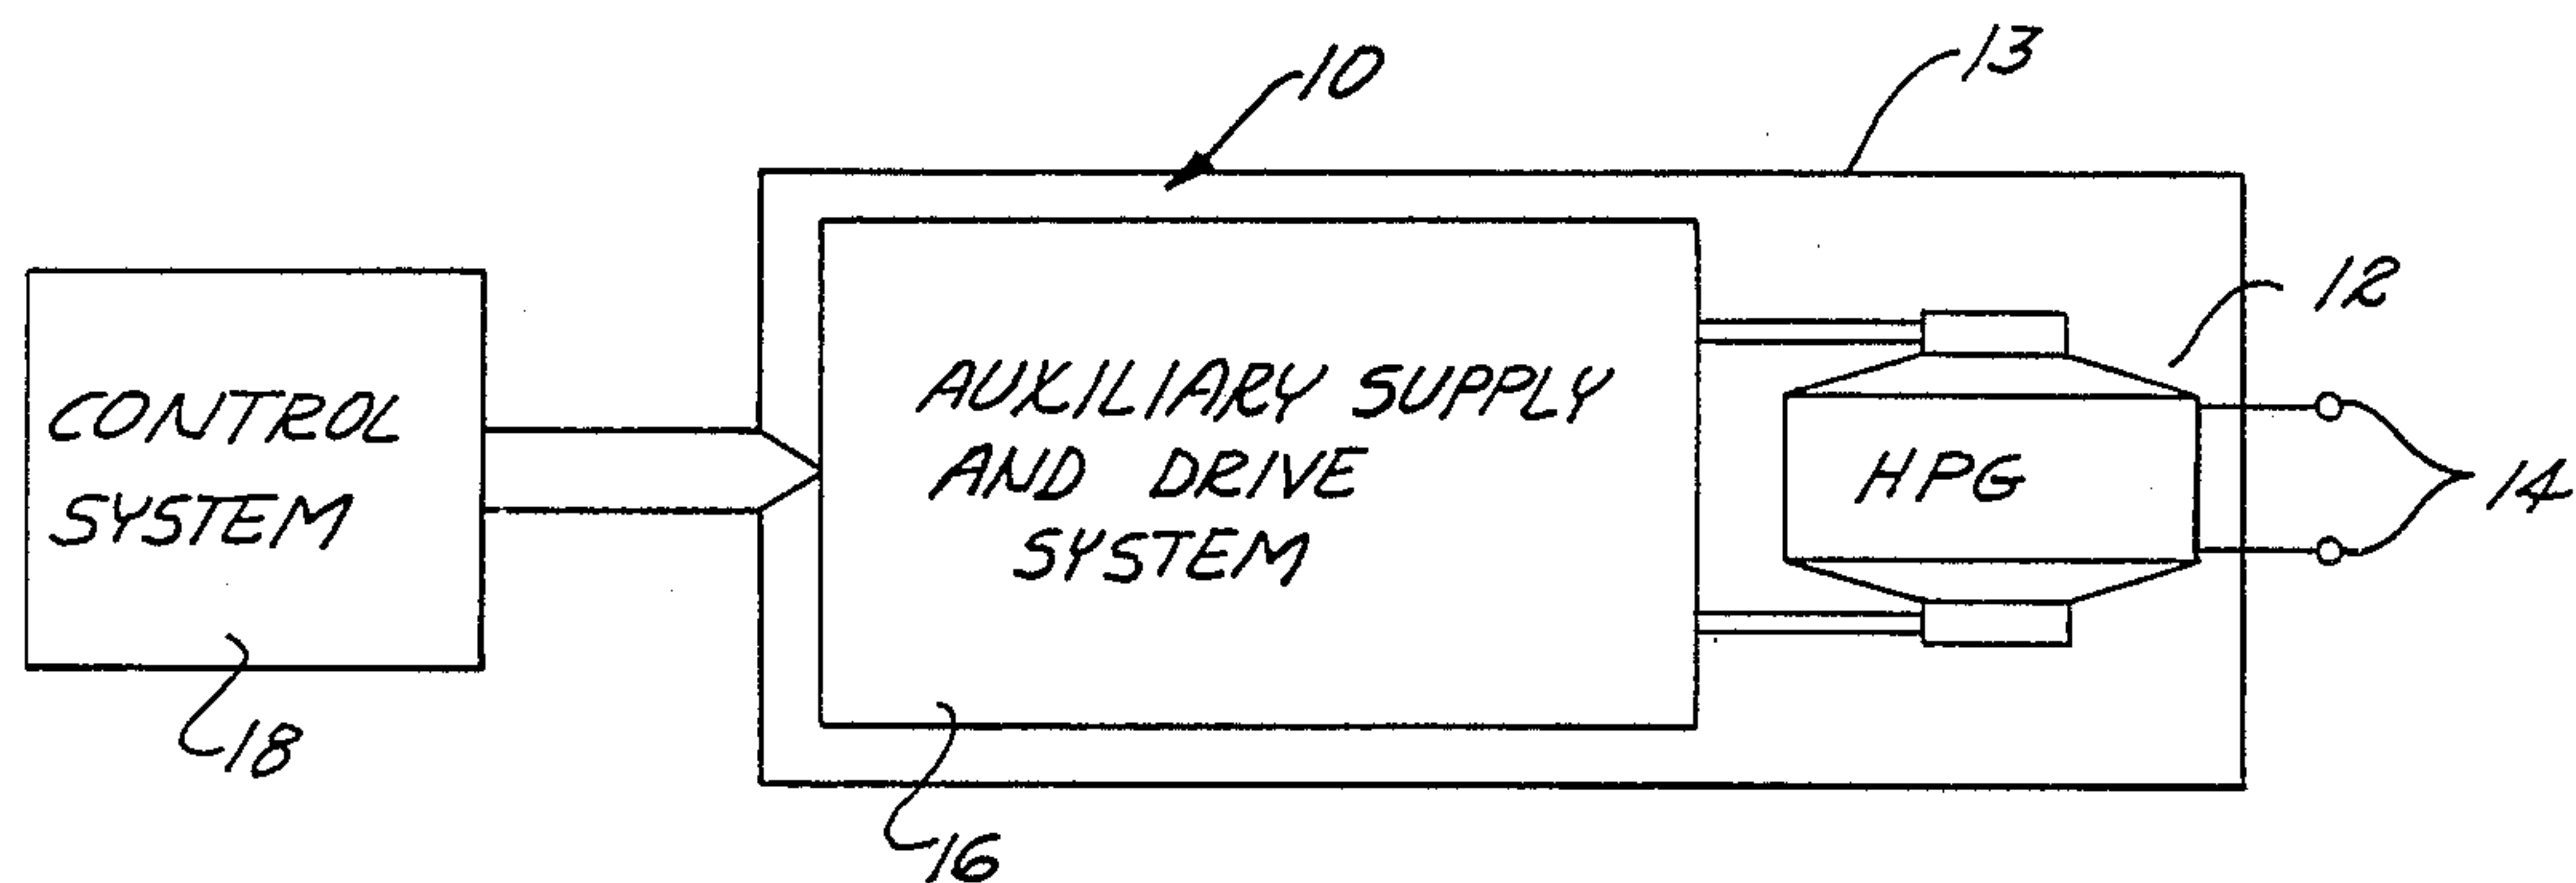 10
13
12
CONTROL
SYSTEM
AUXILIARY SUPPLY
AND DRIVE
SYSTEM
HPG
14
18
16